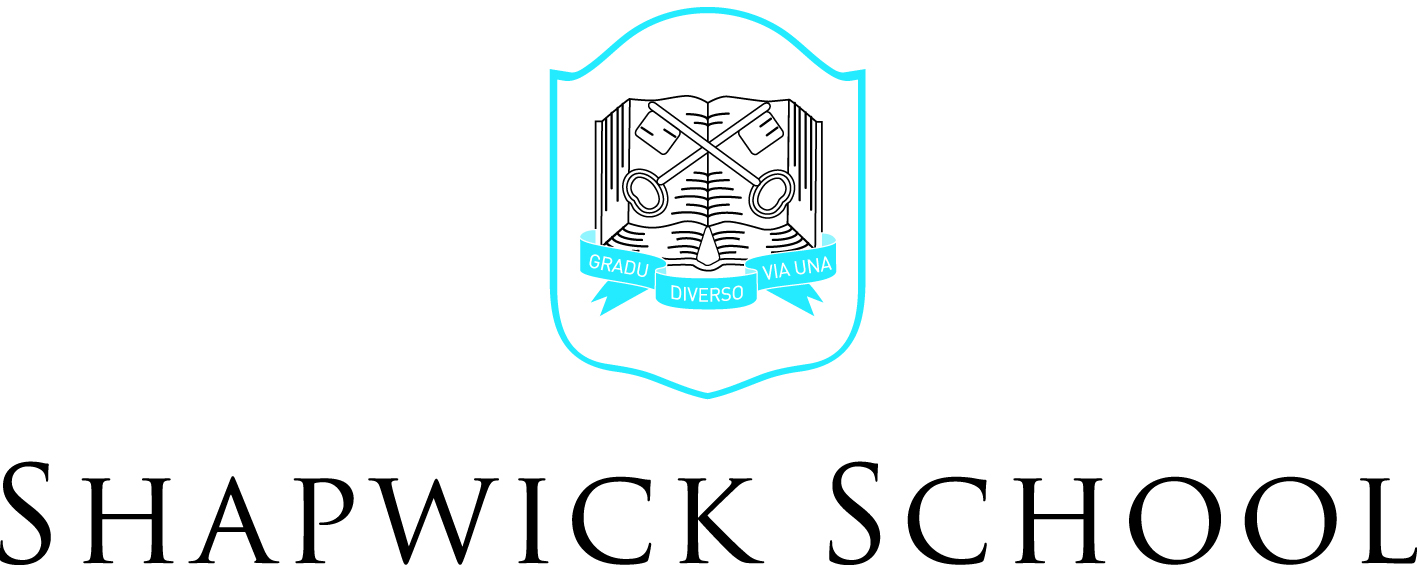 GRADU
DIVERSO
VIA UNA
SHAPWICK SCHOOL